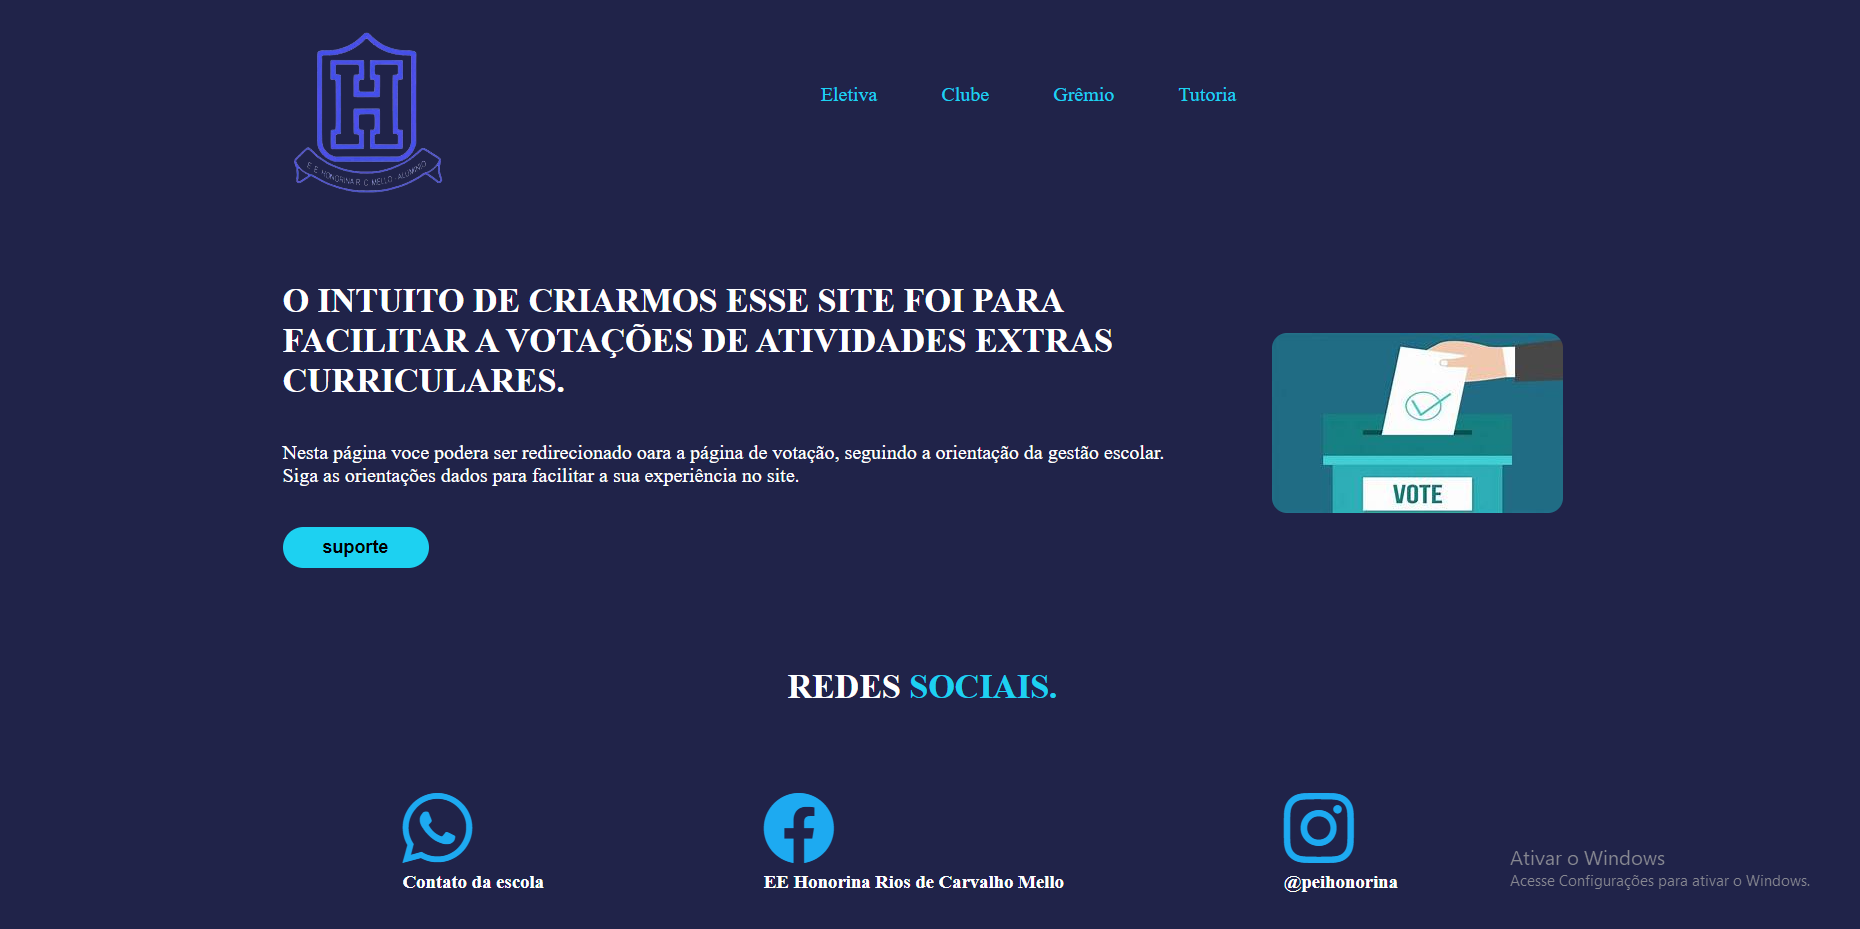 E. E. HONORINA R. C. MELLO - ALUMÍNIO
Eletiva
Clube
Grêmio
Tutoria
O INTUITO DE CRIARMOS ESSE SITE FOI PARA
FACILITAR A VOTAÇÕES DE ATIVIDADES EXTRAS
CURRICULARES.
Nesta página voce podera ser redirecionado oara a página de votação, seguindo a orientação da gestão escolar.
Siga as orientações dados para facilitar a sua experiência no site.
VOTE
suporte
REDES SOCIAIS.
Contato da escola
EE Honorina Rios de Carvalho Mello
@peihonorina
Ativar o Windows
Acesse Configurações para ativar o Windows.